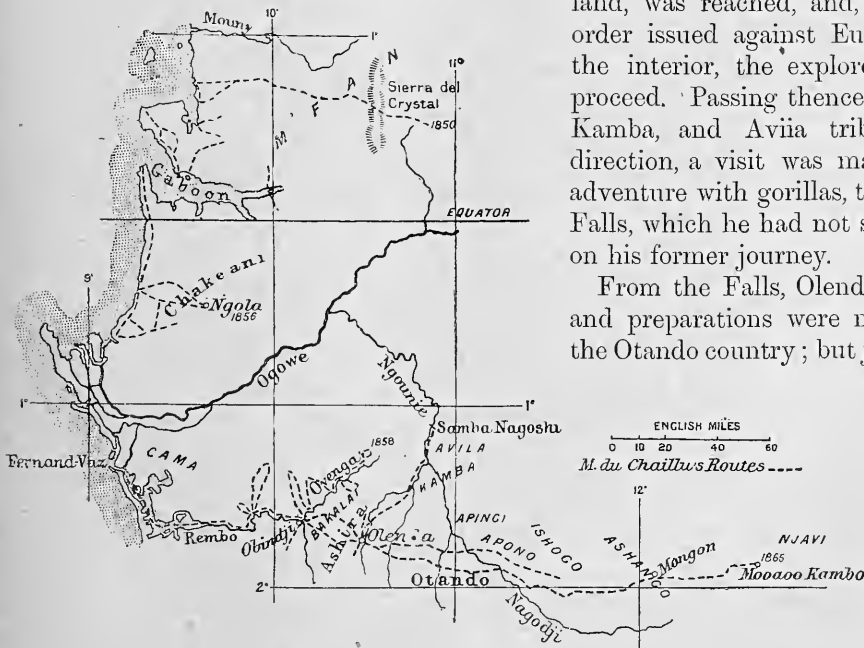 land, was reached, and,
order issued against Eu
the interior, the explore
proceed. Passing thence
Kamba, and Aviia trib
direction, a visit was ma
adventure with gorillas, t
Falls, which he had not s
on his former journey.
From the Falls, Olend
and preparations were n
the Otando country; but j
Mouny
10°
1°
11°
Sierra del
Crystal
M F A N
1850
Gaboon
EQUATOR
9°
Chakeani
Ngola
1856
Ogowe
Ngounie
1°
1°
Samba Nagoshi
AVILA
KAMBA
Fernand-Vaz
CAMA
1858
Ovenga
BAKALAI
Rembo
Obindji
Ashira
Olenda
APINGI
APONO
ISHOGO
ASHANGO
Otando
2°
Nagodji
ENGLISH MILES
0 10 20 40 60
M. du Chaillu's Routes
12°
Mongon
NJAVI
1865
Mooaoo Kambo